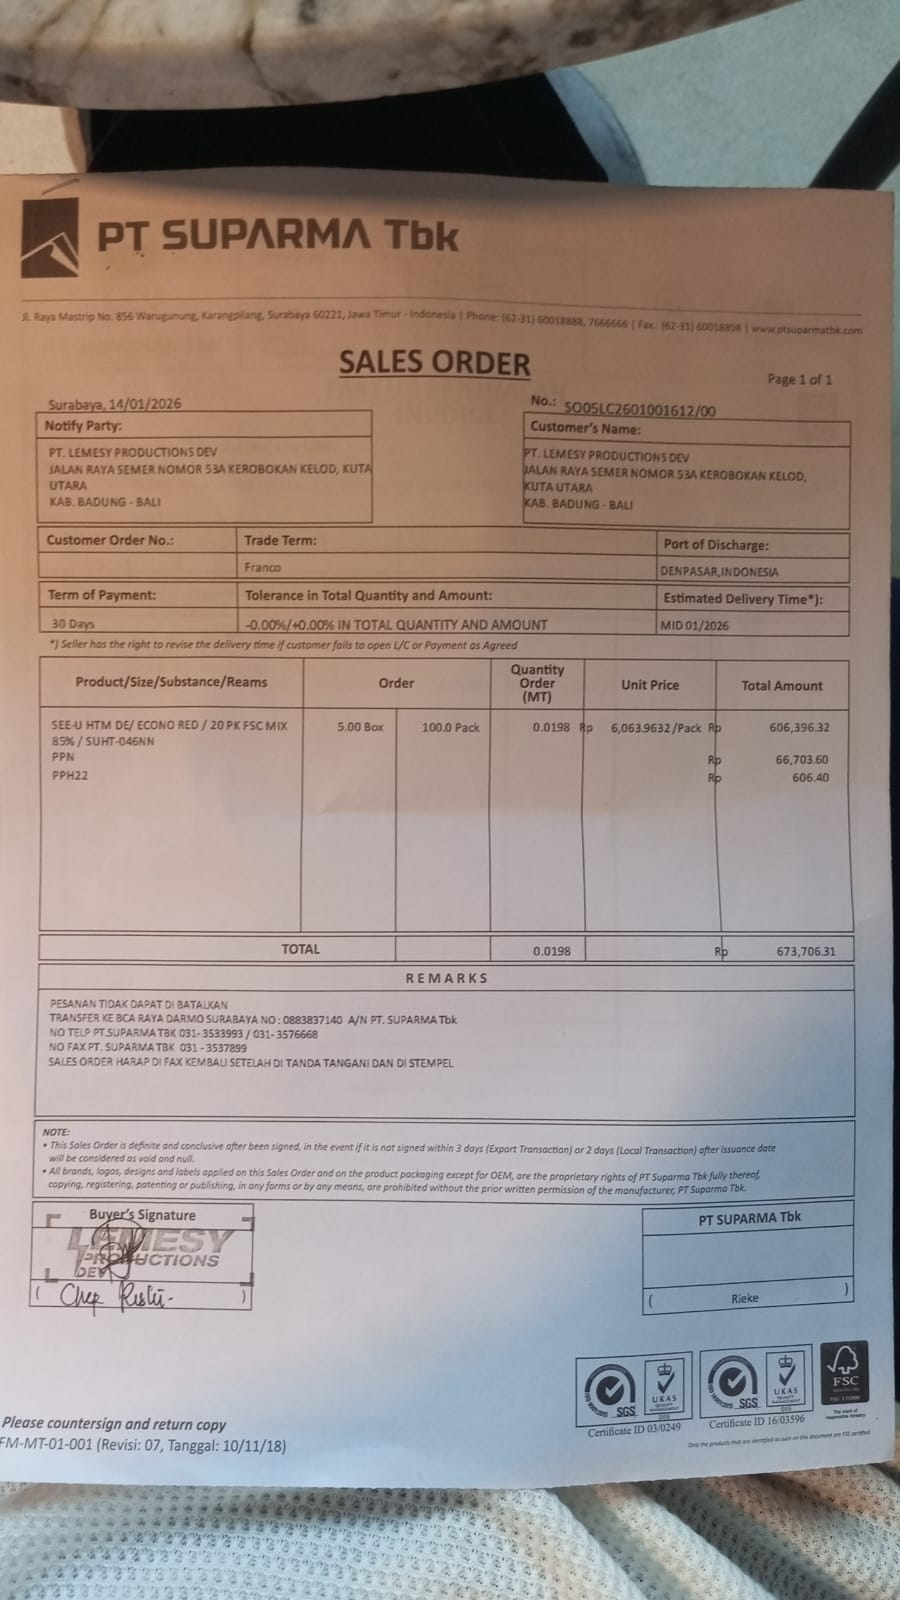 PT SUPARMA Tbk
Jl. Raya Mastrip No. 856 Warugunung, Karangpilang, Surabaya 60221, Jawa Timur - Indonesia | Phone: (62-31) 60018888, 7666666 | Fax.: (62-31) 60018898 | www.ptsuparmatbk.com
SALES ORDER
Page 1 of 1
Surabaya, 14/01/2026
No.: SO05LC2601001612/00
Notify Party:
PT. LEMESY PRODUCTIONS DEV
JALAN RAYA SEMER NOMOR 53A KEROBOKAN KELOD, KUTA
UTARA
KAB. BADUNG - BALI
Customer's Name:
PT. LEMESY PRODUCTIONS DEV
JALAN RAYA SEMER NOMOR 53A KEROBOKAN KELOD,
KUTA UTARA
KAB. BADUNG - BALI
Customer Order No.: Trade Term: Port of Discharge:
Franco DENPASAR,INDONESIA
Term of Payment: Tolerance in Total Quantity and Amount: Estimated Delivery Time*):
30 Days -0.00%/+0.00% IN TOTAL QUANTITY AND AMOUNT MID 01/2026
*) Seller has the right to revise the delivery time if customer fails to open L/C or Payment as Agreed
Product/Size/Substance/Reams Order Quantity Order (MT) Unit Price Total Amount
SEE-U HTM DE/ ECONO RED / 20 PK FSC MIX 5.00 Box 100.0 Pack 0.0198 Rp 6,063.9632 /Pack Rp 606,396.32
85% / SUHT-046NN
PPN Rp 66,703.60
PPH22 Rp 606.40
TOTAL 0.0198 Rp 673,706.31
REMARKS
PESANAN TIDAK DAPAT DI BATALKAN
TRANSFER KE BCA RAYA DARMO SURABAYA NO : 0883837140 A/N PT. SUPARMA Tbk
NO TELP PT.SUPARMA TBK 031- 3533993 / 031- 3576668
NO FAX PT. SUPARMA TBK 031 - 3537899
SALES ORDER HARAP DI FAX KEMBALI SETELAH DI TANDA TANGANI DAN DI STEMPEL
NOTE:
• This Sales Order is definite and conclusive after been signed, in the event if it is not signed within 3 days (Export Transaction) or 2 days (Local Transaction) after issuance date
will be considered as void and null.
• All brands, logos, designs and labels applied on this Sales Order and on the product packaging except for OEM, are the proprietary rights of PT Suparma Tbk fully thereof,
copying, registering, patenting or publishing, in any forms or by any means, are prohibited without the prior written permission of the manufacturer, PT Suparma Tbk.
Buyer's Signature
LEMESY
PRODUCTIONS
DEV
( )
PT SUPARMA Tbk
( Rieke )
SGS
UKAS
SGS
UKAS
FSC
Certificate ID 03/0249
Certificate ID 16/03596
The mark of
responsible forestry
Only the products that are identified as such on this document are FSC certified
Please countersign and return copy
FM-MT-01-001 (Revisi: 07, Tanggal: 10/11/18)